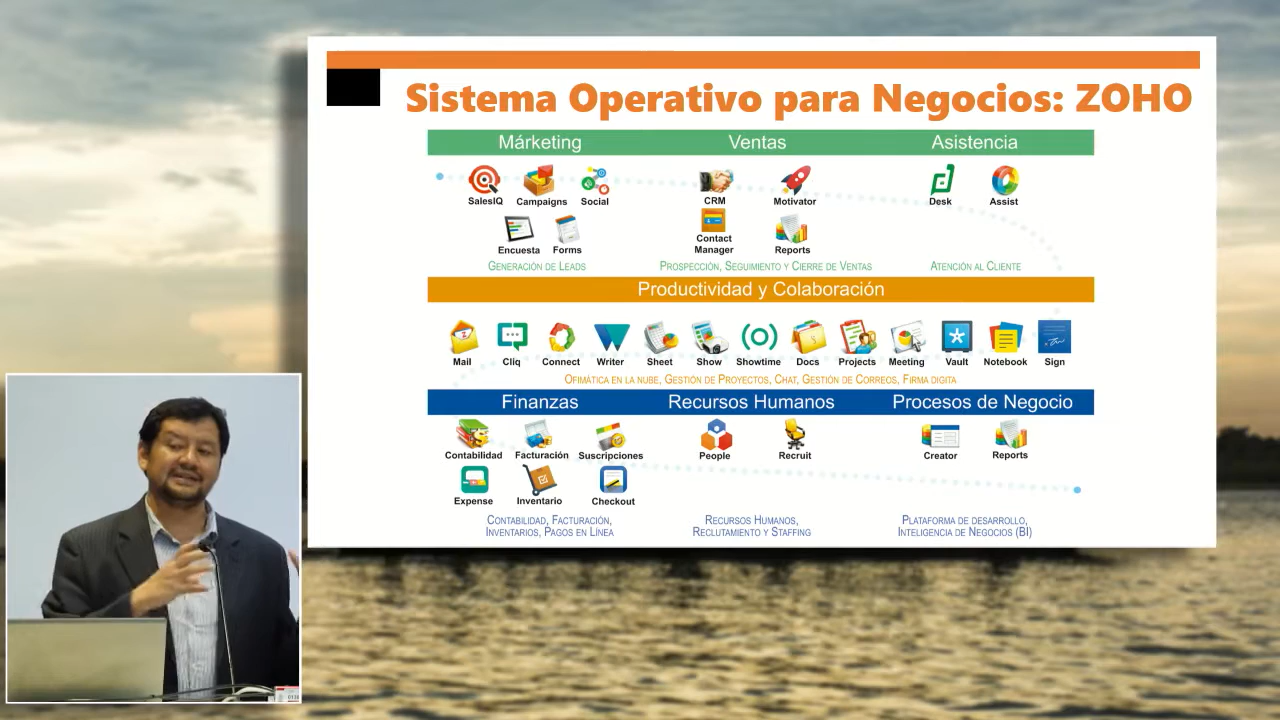 Sistema Operativo para Negocios: ZOHO
Márketing Ventas Asistencia
SalesIQ Campaigns Social CRM Motivator Desk Assist
Encuesta Forms Contact Manager Reports
Generación de Leads Prospección, Seguimiento y Cierre de Ventas Atención al Cliente
Productividad y Colaboración
Mail Cliq Connect Writer Sheet Show Showtime Docs Projects Meeting Vault Notebook Sign
Ofimática en la nube, Gestión de Proyectos, Chat, Gestión de Correos, Firma digita
Finanzas Recursos Humanos Procesos de Negocio
Contabilidad Facturación Suscripciones People Recruit Creator Reports
Expense Inventario Checkout
Contabilidad, Facturación, Recursos Humanos, Plataforma de desarrollo,
Inventarios, Pagos en Línea Reclutamiento y Staffing Inteligencia de Negocios (BI)